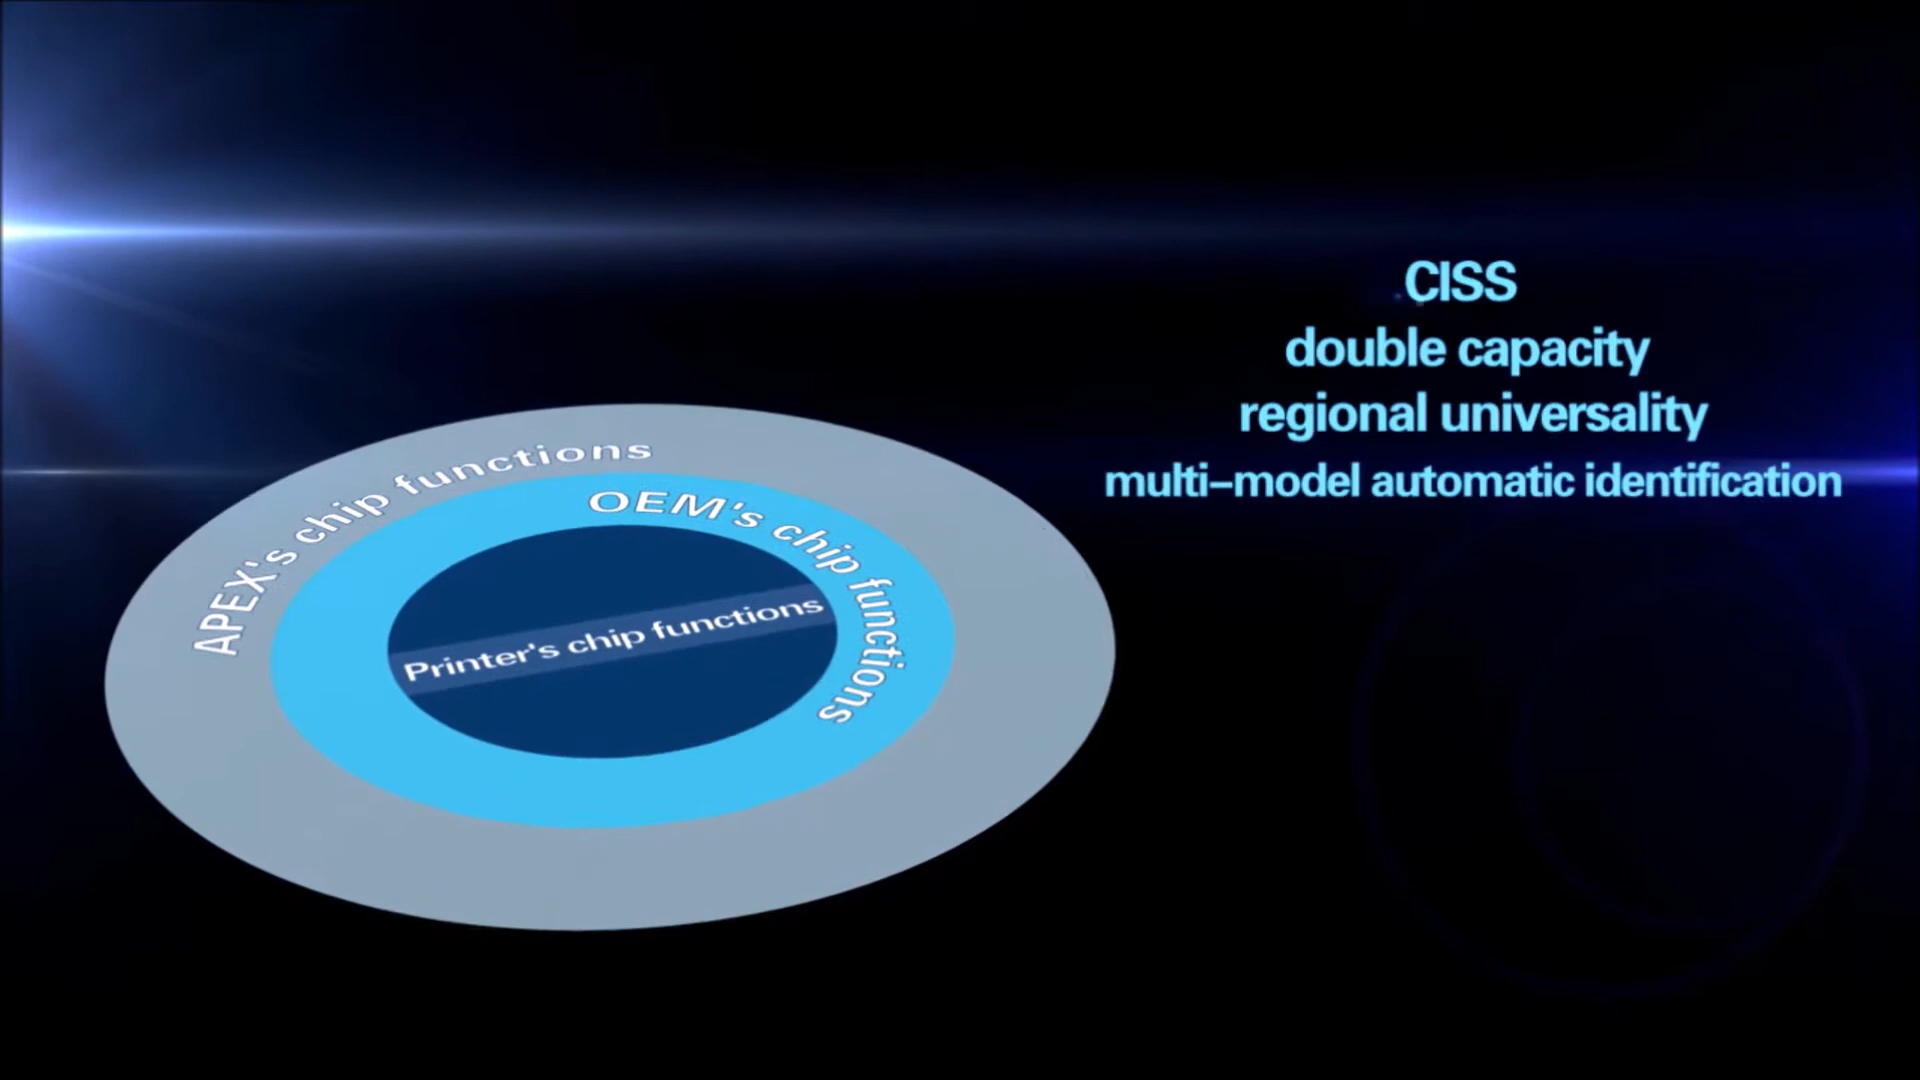 CISS
double capacity
regional universality
multi-model automatic identification
APEX's chip functions
OEM's chip functions
Printer's chip functions